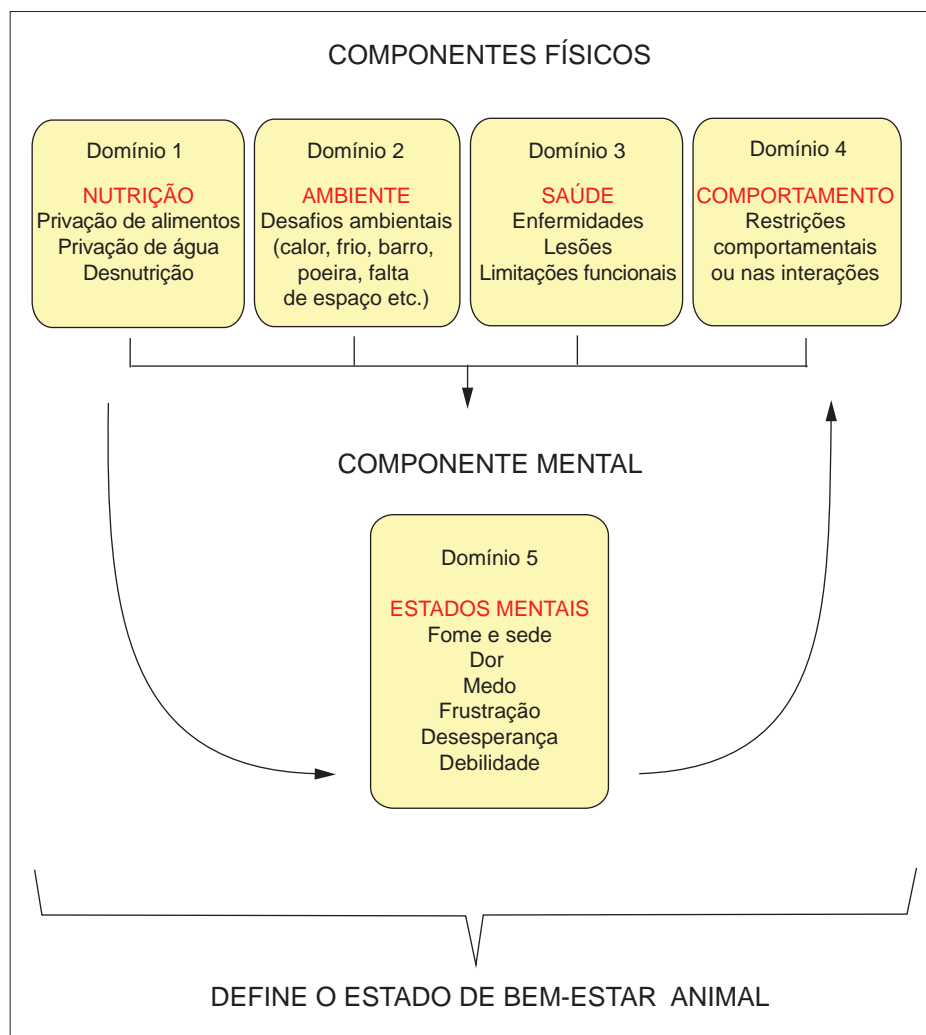 COMPONENTES FÍSICOS
Domínio 1
NUTRIÇÃO
Privação de alimentos
Privação de água
Desnutrição
Domínio 2
AMBIENTE
Desafios ambientais
(calor, frio, barro,
poeira, falta
de espaço etc.)
Domínio 3
SAÚDE
Enfermidades
Lesões
Limitações funcionais
Domínio 4
COMPORTAMENTO
Restrições
comportamentais
ou nas interações
COMPONENTE MENTAL
Domínio 5
ESTADOS MENTAIS
Fome e sede
Dor
Medo
Frustração
Desesperança
Debilidade
DEFINE O ESTADO DE BEM-ESTAR ANIMAL